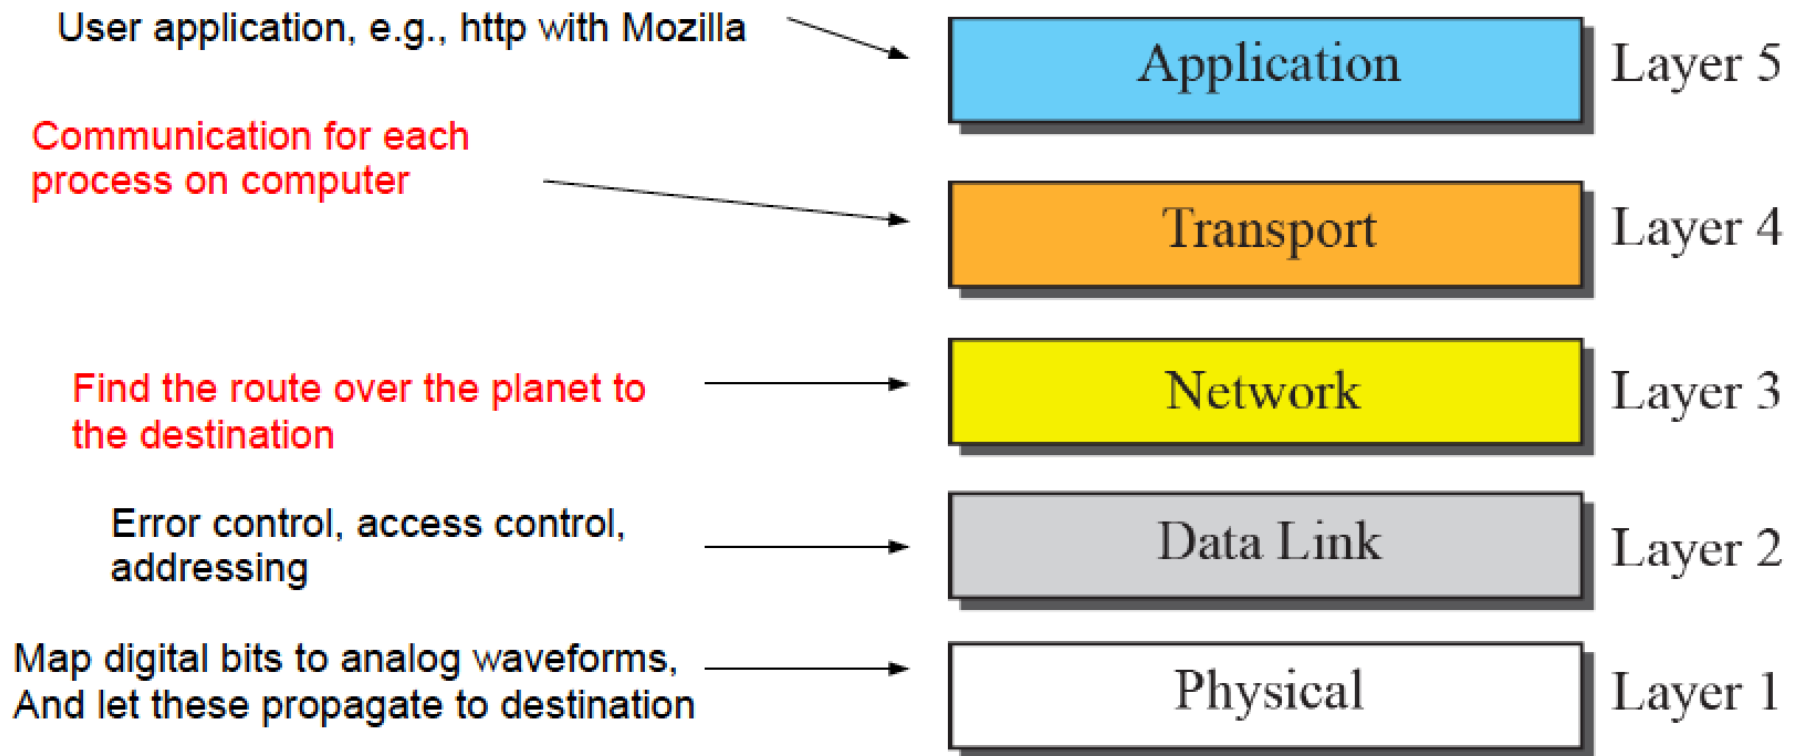 User application, e.g., http with Mozilla
Application
Layer 5
Communication for each
process on computer
Transport
Layer 4
Find the route over the planet to
the destination
Network
Layer 3
Error control, access control,
addressing
Data Link
Layer 2
Map digital bits to analog waveforms,
And let these propagate to destination
Physical
Layer 1